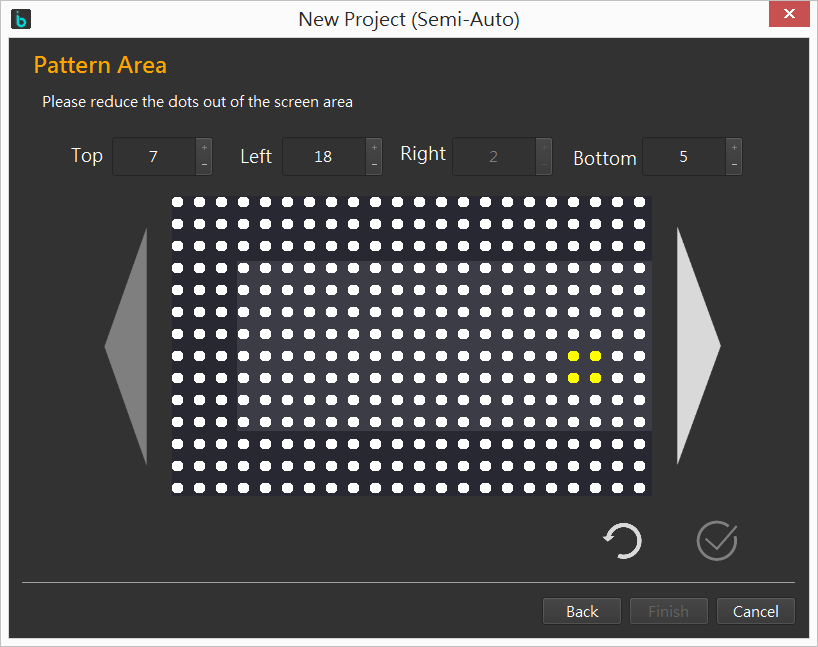 b
New Project (Semi-Auto)
Pattern Area
Please reduce the dots out of the screen area
Top 7 + - Left 18 + - Right 2 + - Bottom 5 + -
Back Finish Cancel